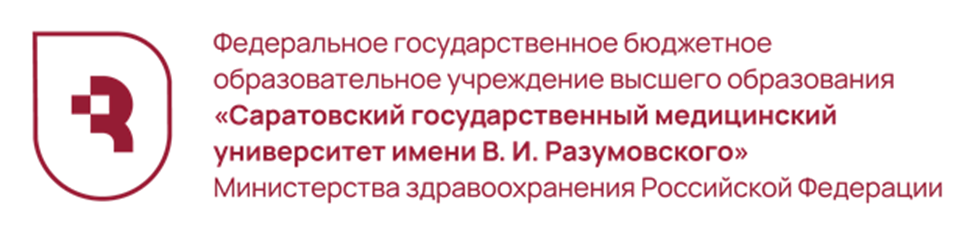 Федеральное государственное бюджетное
образовательное учреждение высшего образования
«Саратовский государственный медицинский
университет имени В. И. Разумовского»
Министерства здравоохранения Российской Федерации